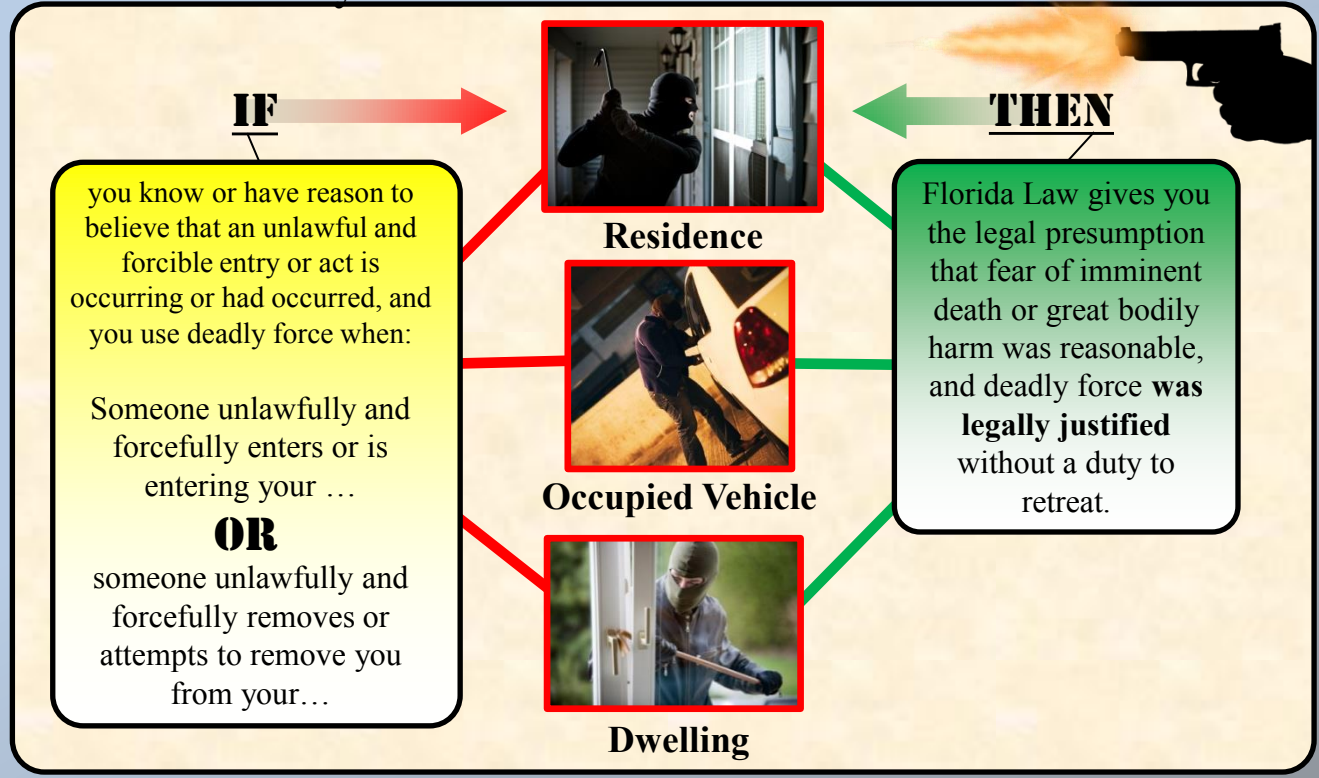 IF
you know or have reason to
believe that an unlawful and
forcible entry or act is
occurring or had occurred, and
you use deadly force when:
Someone unlawfully and
forcefully enters or is
entering your …
OR
someone unlawfully and
forcefully removes or
attempts to remove you
from your…
Residence
Occupied Vehicle
Dwelling
THEN
Florida Law gives you
the legal presumption
that fear of imminent
death or great bodily
harm was reasonable,
and deadly force was
legally justified
without a duty to
retreat.